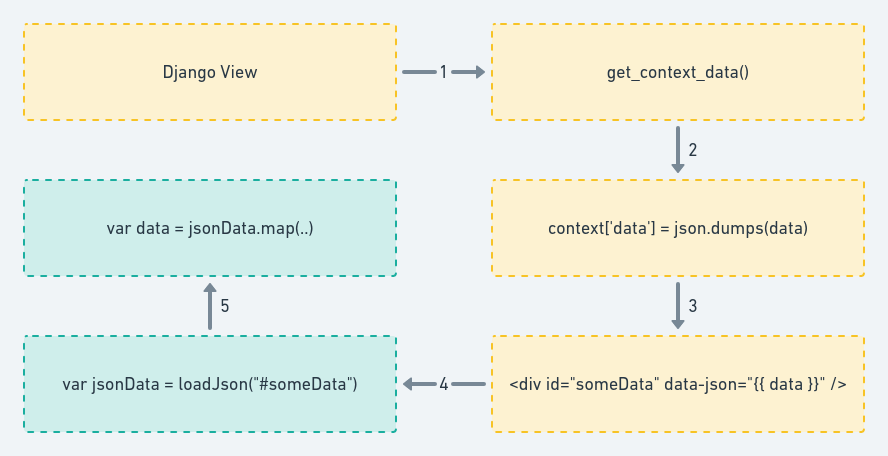 Django View
1
get_context_data()
2
context['data'] = json.dumps(data)
3
<div id="someData" data-json="{{ data }}" />
4
var jsonData = loadJson("#someData")
5
var data = jsonData.map(..)